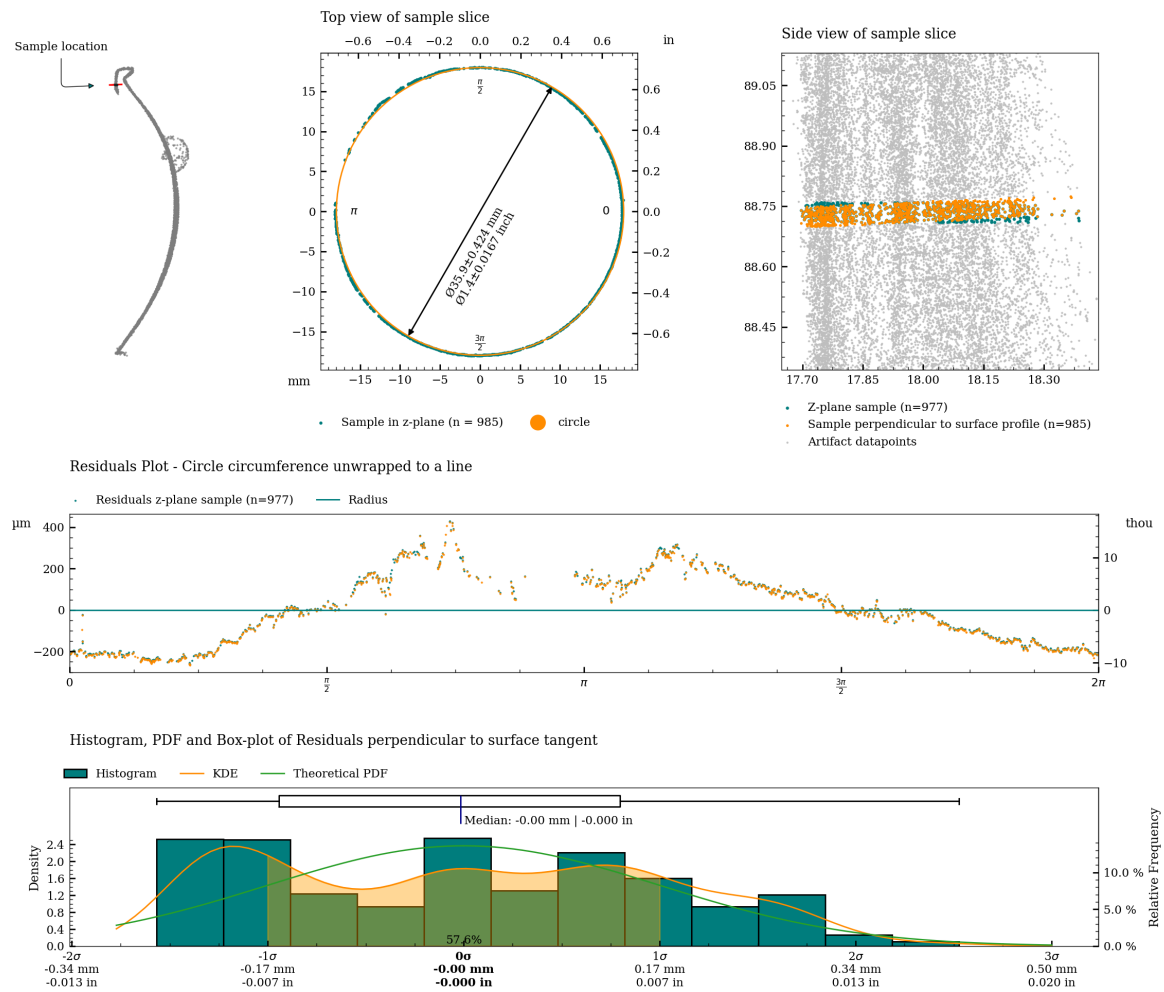 Top view of sample slice
Side view of sample slice
Sample location
−0.6 −0.4 −0.2 0.0 0.2 0.4 0.6 in
15
10
5
0
−5
−10
−15
0.6
0.4
0.2
0.0
−0.2
−0.4
−0.6
π/2
π
0
3π/2
Ø35.9±0.424 mm
Ø1.4±0.0167 inch
mm −15 −10 −5 0 5 10 15
Sample in z-plane (n = 985) circle
89.05
88.90
88.75
88.60
88.45
17.70 17.85 18.00 18.15 18.30
Z-plane sample (n=977)
Sample perpendicular to surface profile (n=985)
Artifact datapoints
Residuals Plot - Circle circumference unwrapped to a line
Residuals z-plane sample (n=977) Radius
µm
thou
400
200
0
−200
10
0
−10
0 π/2 π 3π/2 2π
Histogram, PDF and Box-plot of Residuals perpendicular to surface tangent
Histogram KDE Theoretical PDF
Median: -0.00 mm | -0.000 in
Density
2.4
2.0
1.6
1.2
0.8
0.4
0.0
Relative Frequency
10.0 %
5.0 %
0.0 %
57.6%
-2σ -1σ 0σ 1σ 2σ 3σ
-0.34 mm -0.17 mm -0.00 mm 0.17 mm 0.34 mm 0.50 mm
-0.013 in -0.007 in -0.000 in 0.007 in 0.013 in 0.020 in